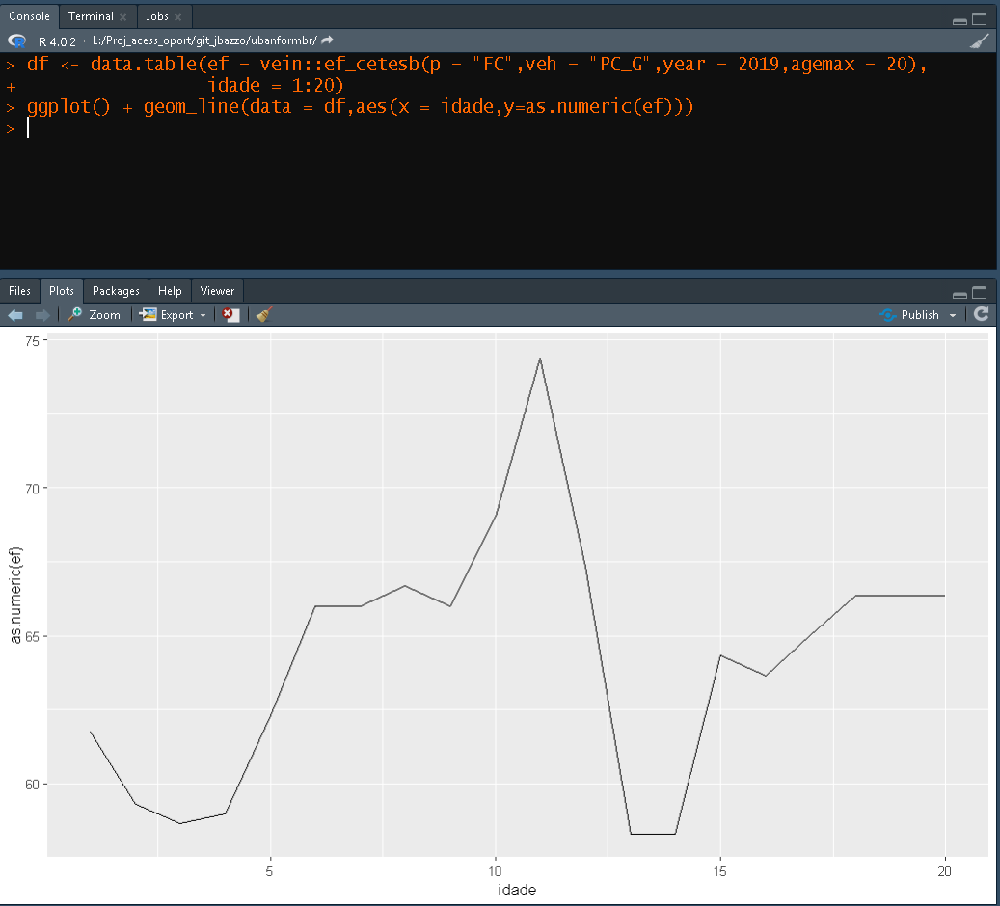 Console Terminal Jobs
R 4.0.2 · L:/Proj_acess_oport/git_jbazzo/ubanformbr/
> df <- data.table(ef = vein::ef_cetesb(p = "FC",veh = "PC_G",year = 2019,agemax = 20),
+ idade = 1:20)
> ggplot() + geom_line(data = df,aes(x = idade,y=as.numeric(ef)))
>
Files Plots Packages Help Viewer
Zoom Export Publish
75
70
65
60
as.numeric(ef)
5 10 15 20
idade